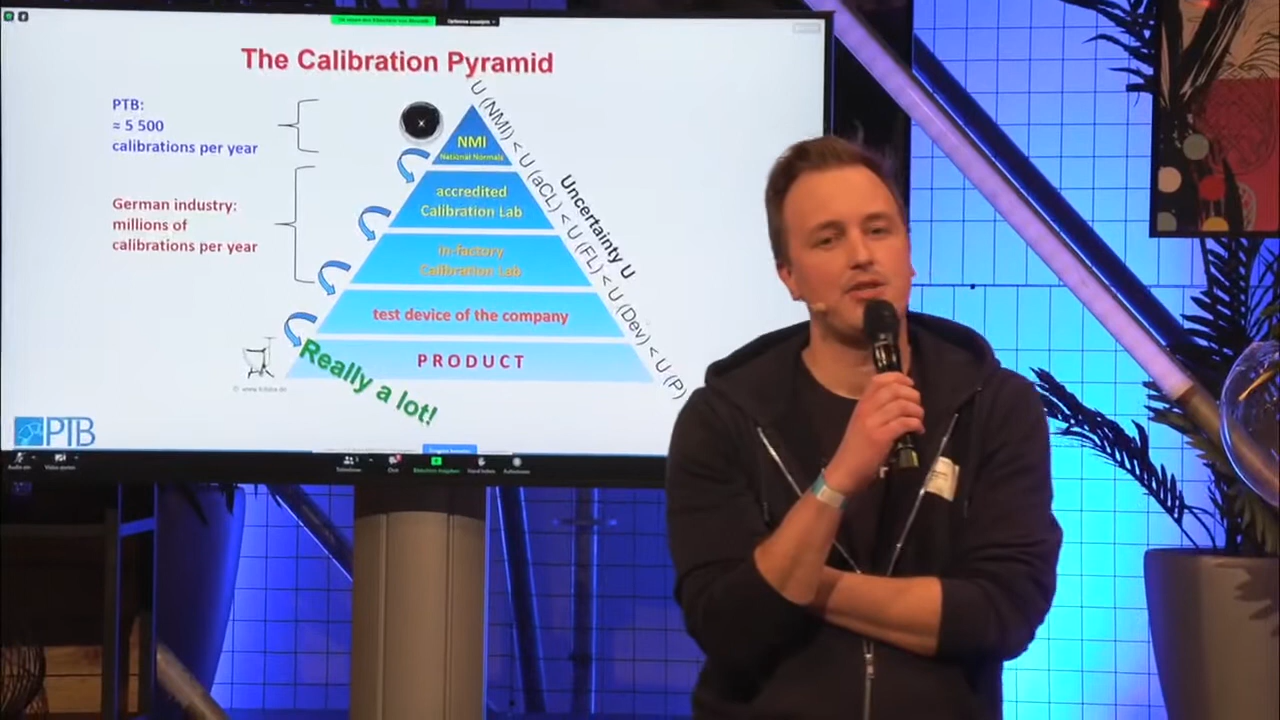 The Calibration Pyramid
PTB:
≈ 5 500
calibrations per year
German industry:
millions of
calibrations per year
NMI
National Normals
accredited
Calibration Lab
in-factory
Calibration Lab
test device of the company
PRODUCT
Really a lot!
Uncertainty U
U (NMI) < U (aCL) < U (FL) < U (Dev) < U (P)
PTB